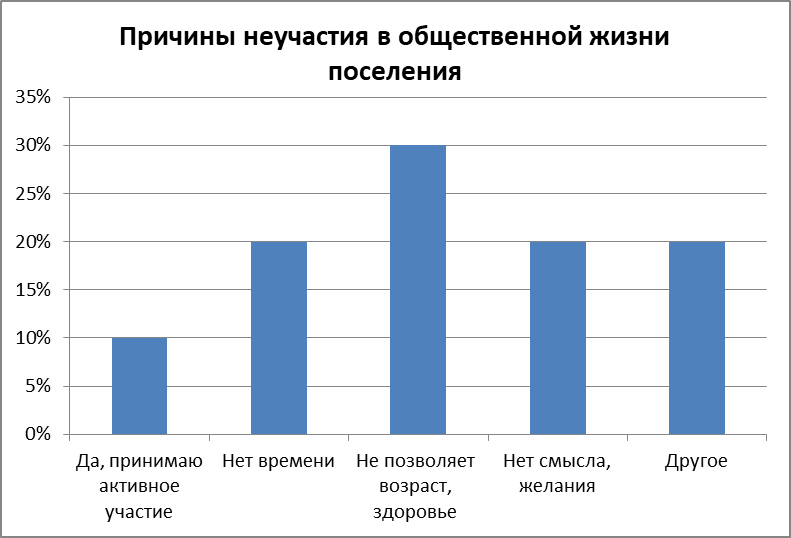 Причины неучастия в общественной жизни
поселения
35%
30%
25%
20%
15%
10%
5%
0%
Да, принимаю
активное
участие
Нет времени
Не позволяет
возраст,
здоровье
Нет смысла,
желания
Другое